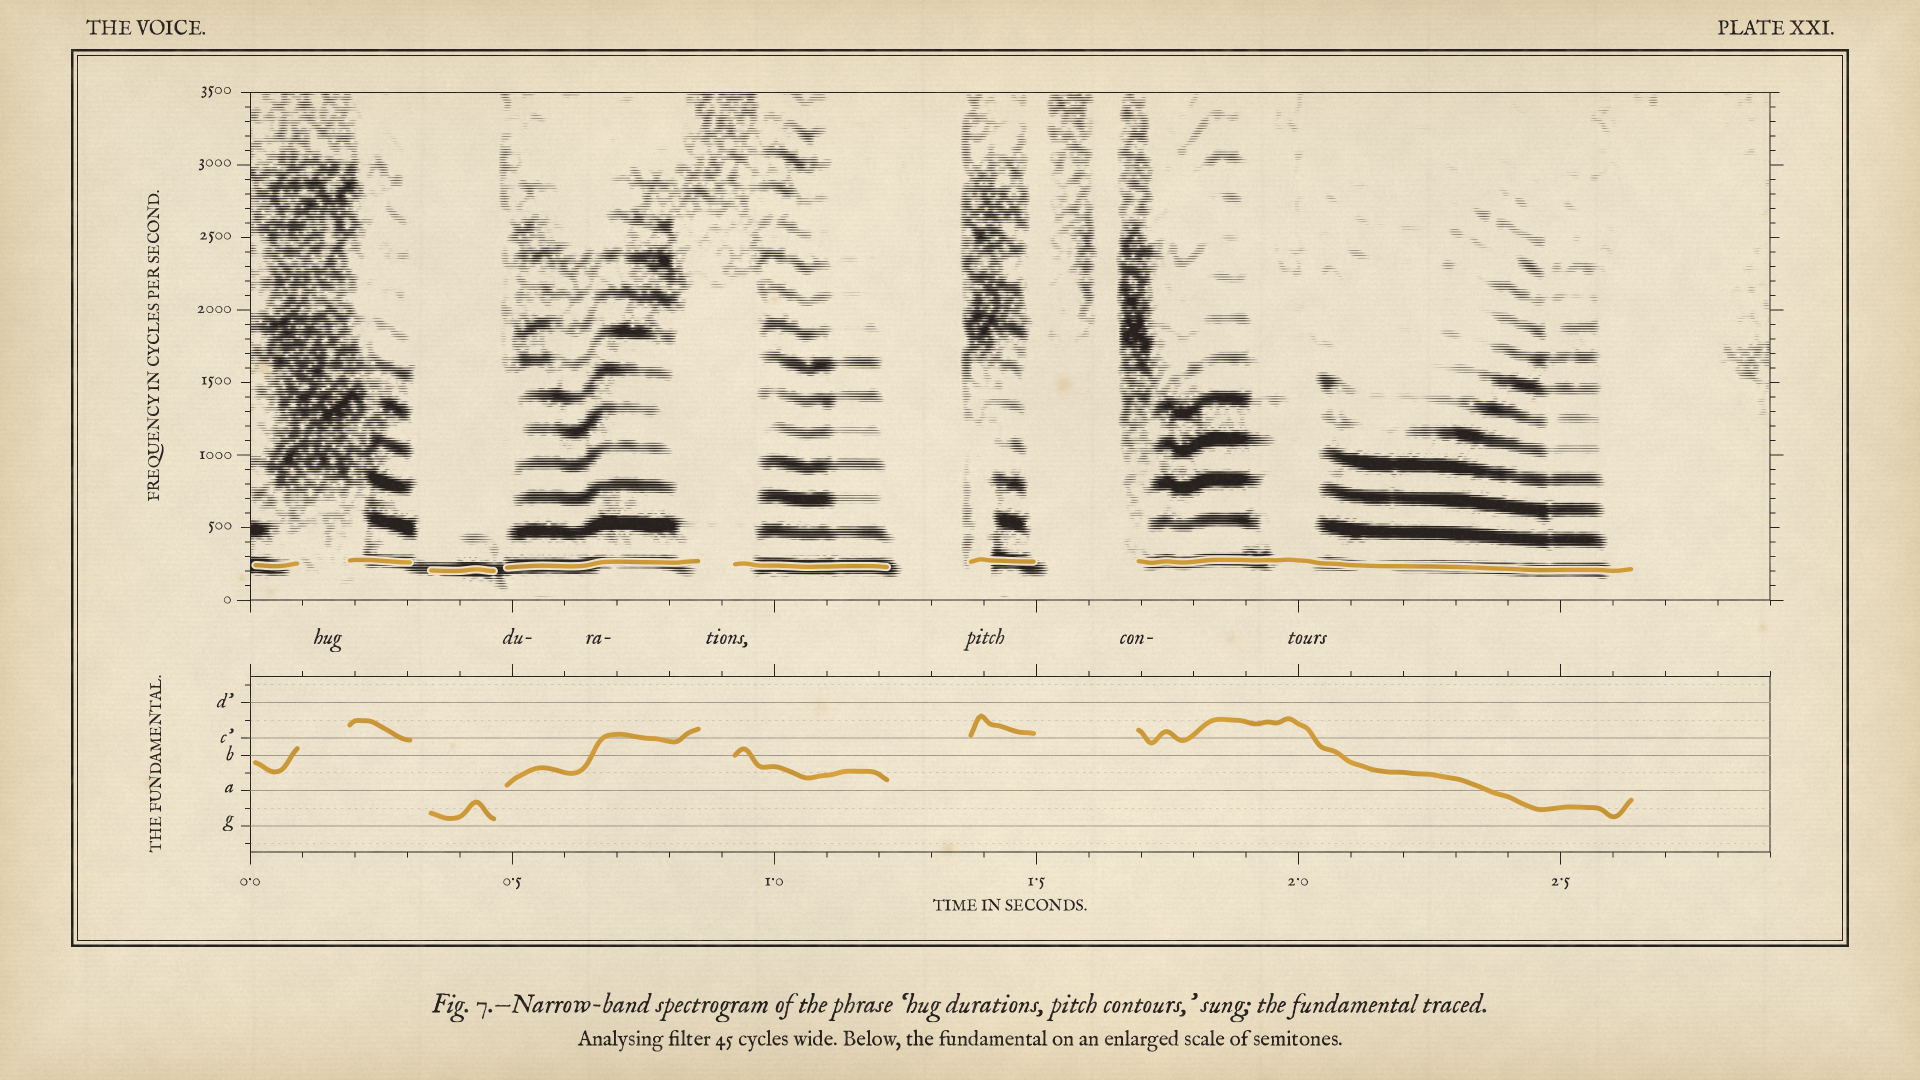 THE VOICE.
PLATE XXI.
FREQUENCY IN CYCLES PER SECOND.
3500
3000
2500
2000
1500
1000
500
0
hug du- ra- tions, pitch con- tours
THE FUNDAMENTAL.
d’
c’
b
a
g
0·0 0·5 1·0 1·5 2·0 2·5
TIME IN SECONDS.
Fig. 7.—Narrow-band spectrogram of the phrase ‘hug durations, pitch contours,’ sung; the fundamental traced.
Analysing filter 45 cycles wide. Below, the fundamental on an enlarged scale of semitones.